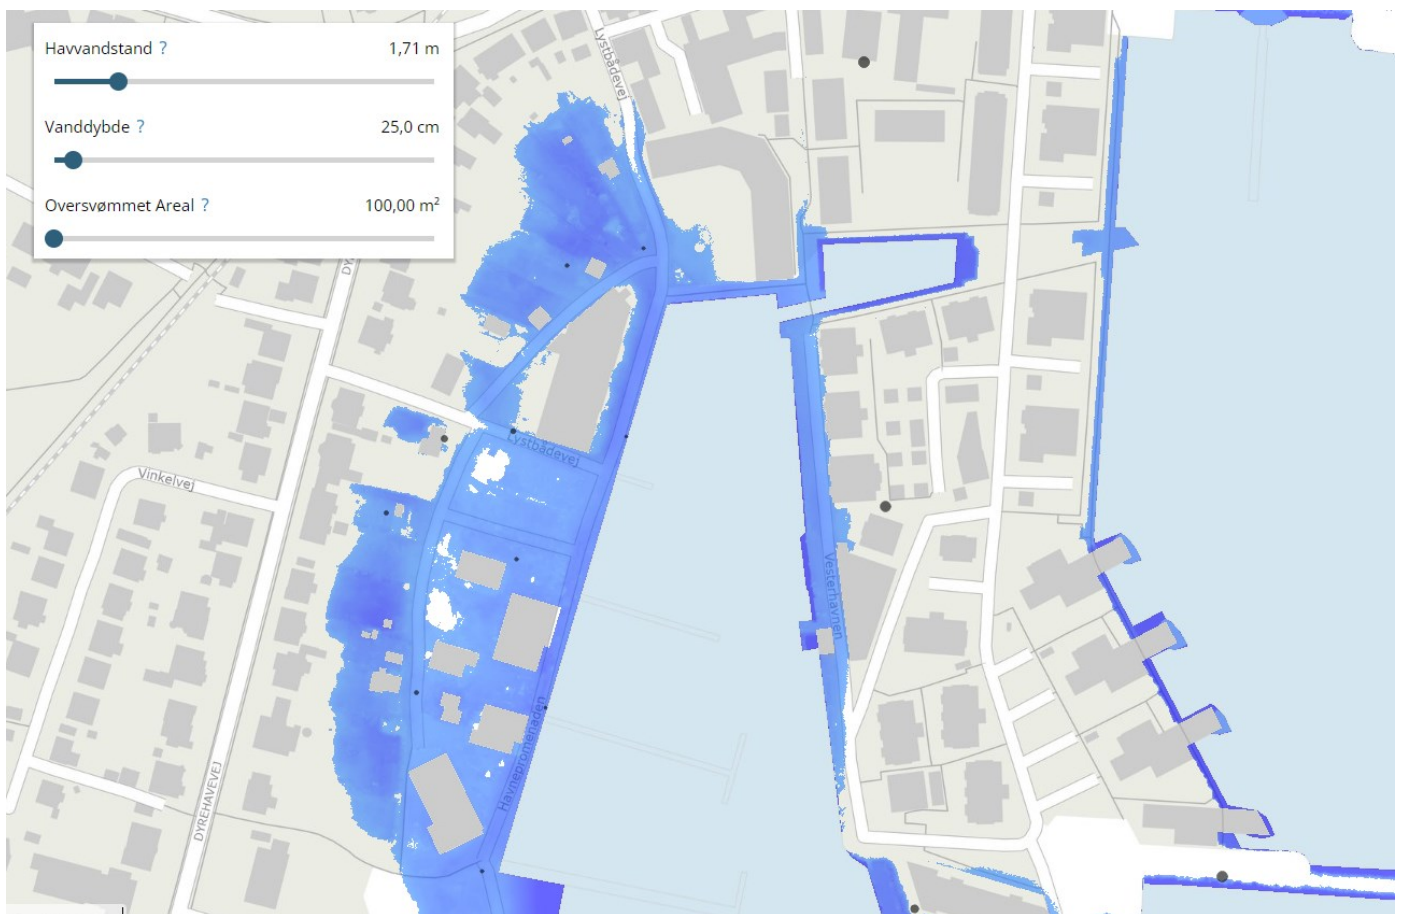 Havvandstand ? 1,71 m
Vanddybde ? 25,0 cm
Oversvømmet Areal ? 100,00 m²
Lystbådevej
Lystbådevej
Vinkelvej
Vesterhavnen
Havnepromenaden
DYREHAVEVEJ